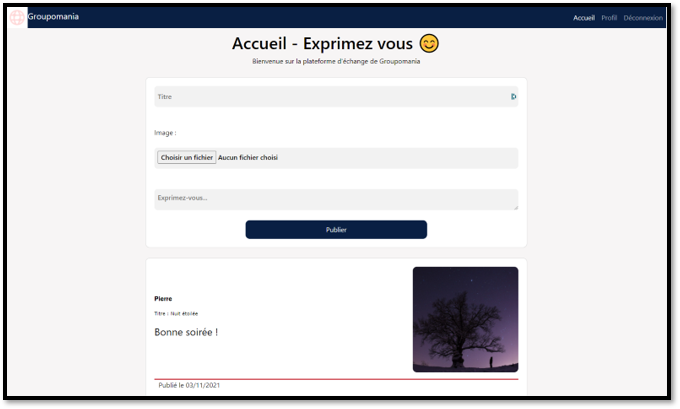 Groupomania
Accueil Profil Déconnexion
Accueil - Exprimez vous 😊
Bienvenue sur la plateforme d'échange de Groupomania
Titre
Image :
Choisir un fichier Aucun fichier choisi
Exprimez-vous...
Publier
Pierre
Titre : Nuit étoilée
Bonne soirée !
Publié le 03/11/2021